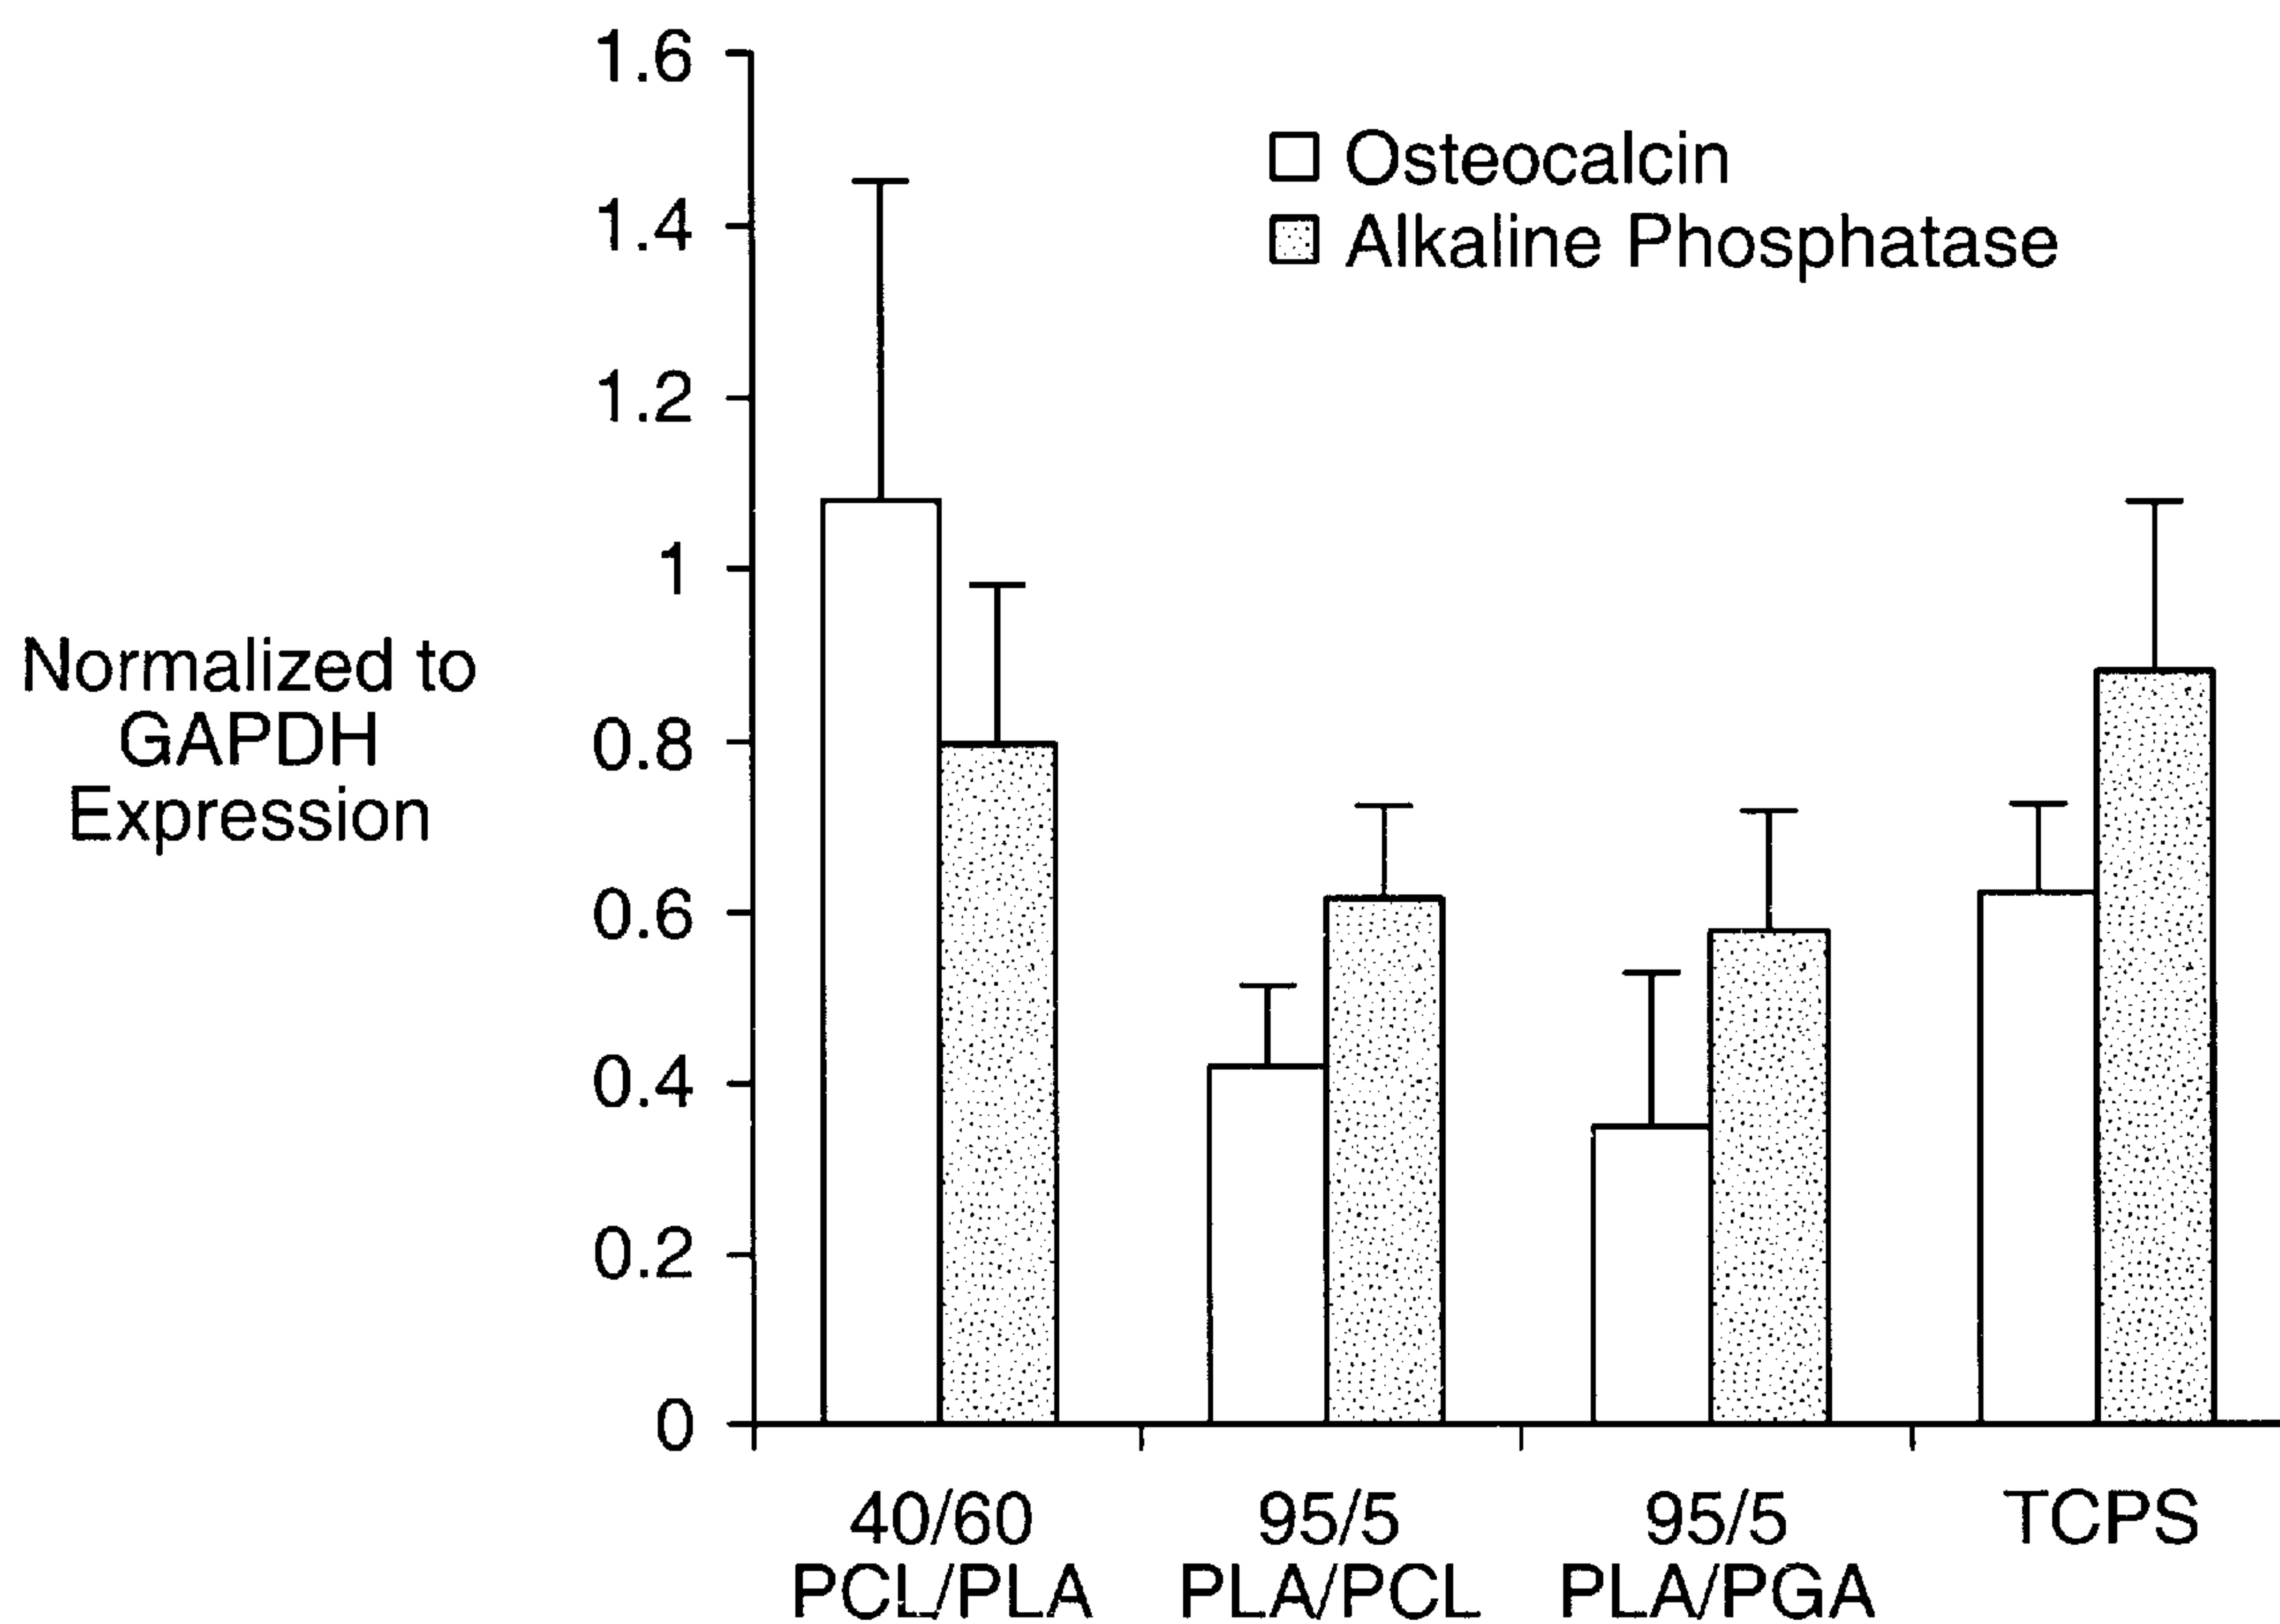 1.6
1.4
1.2
1
0.8
0.6
0.4
0.2
0
Normalized to
GAPDH
Expression
Osteocalcin
Alkaline Phosphatase
40/60
PCL/PLA
95/5
PLA/PCL
95/5
PLA/PGA
TCPS